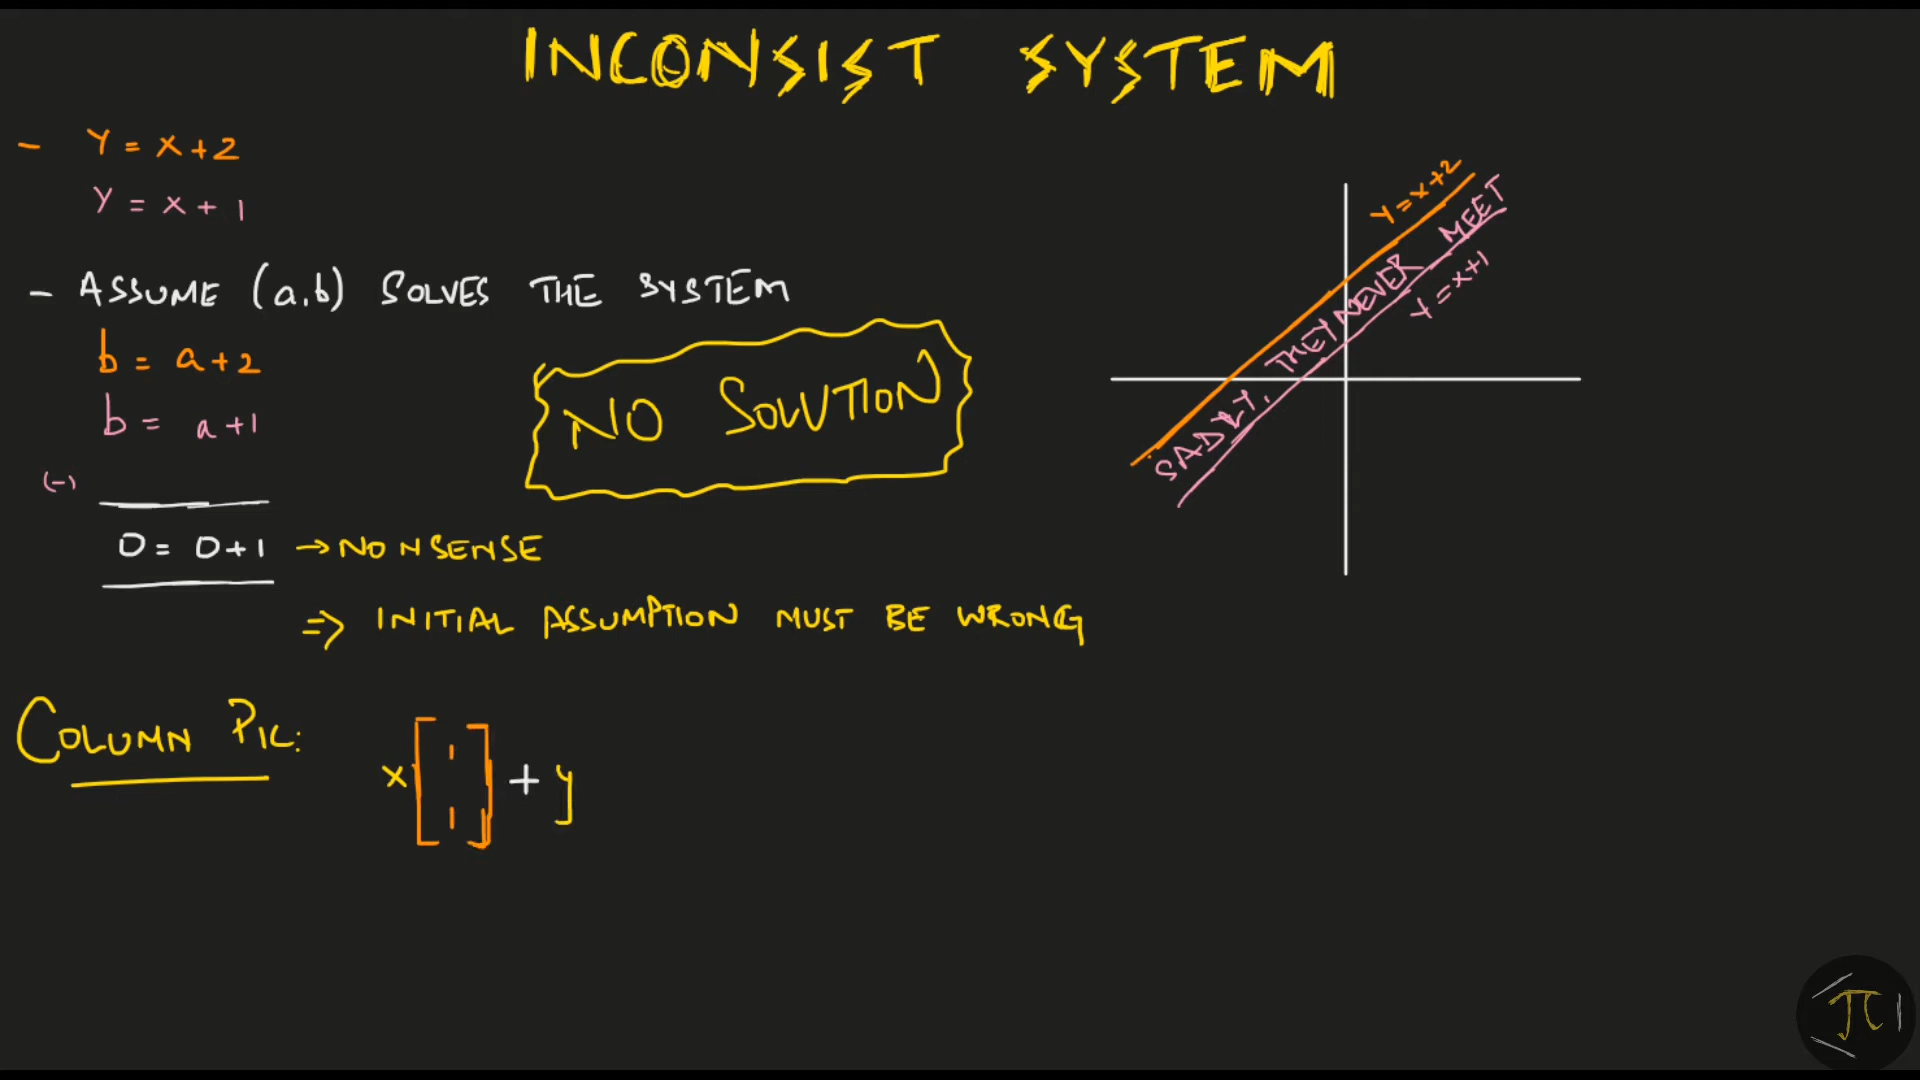 INCONSIST SYSTEM
- Y = X + 2
Y = X + 1
- ASSUME (a,b) SOLVES THE SYSTEM
b = a + 2
b = a + 1
(-)
0 = 0 + 1 → NONSENSE
⇒ INITIAL ASSUMPTION MUST BE WRONG
NO SOLUTION
Y = X + 2
SADLY, THEY NEVER MEET
Y = X + 1
COLUMN PIC:
x [ 1 1 ] + y
π